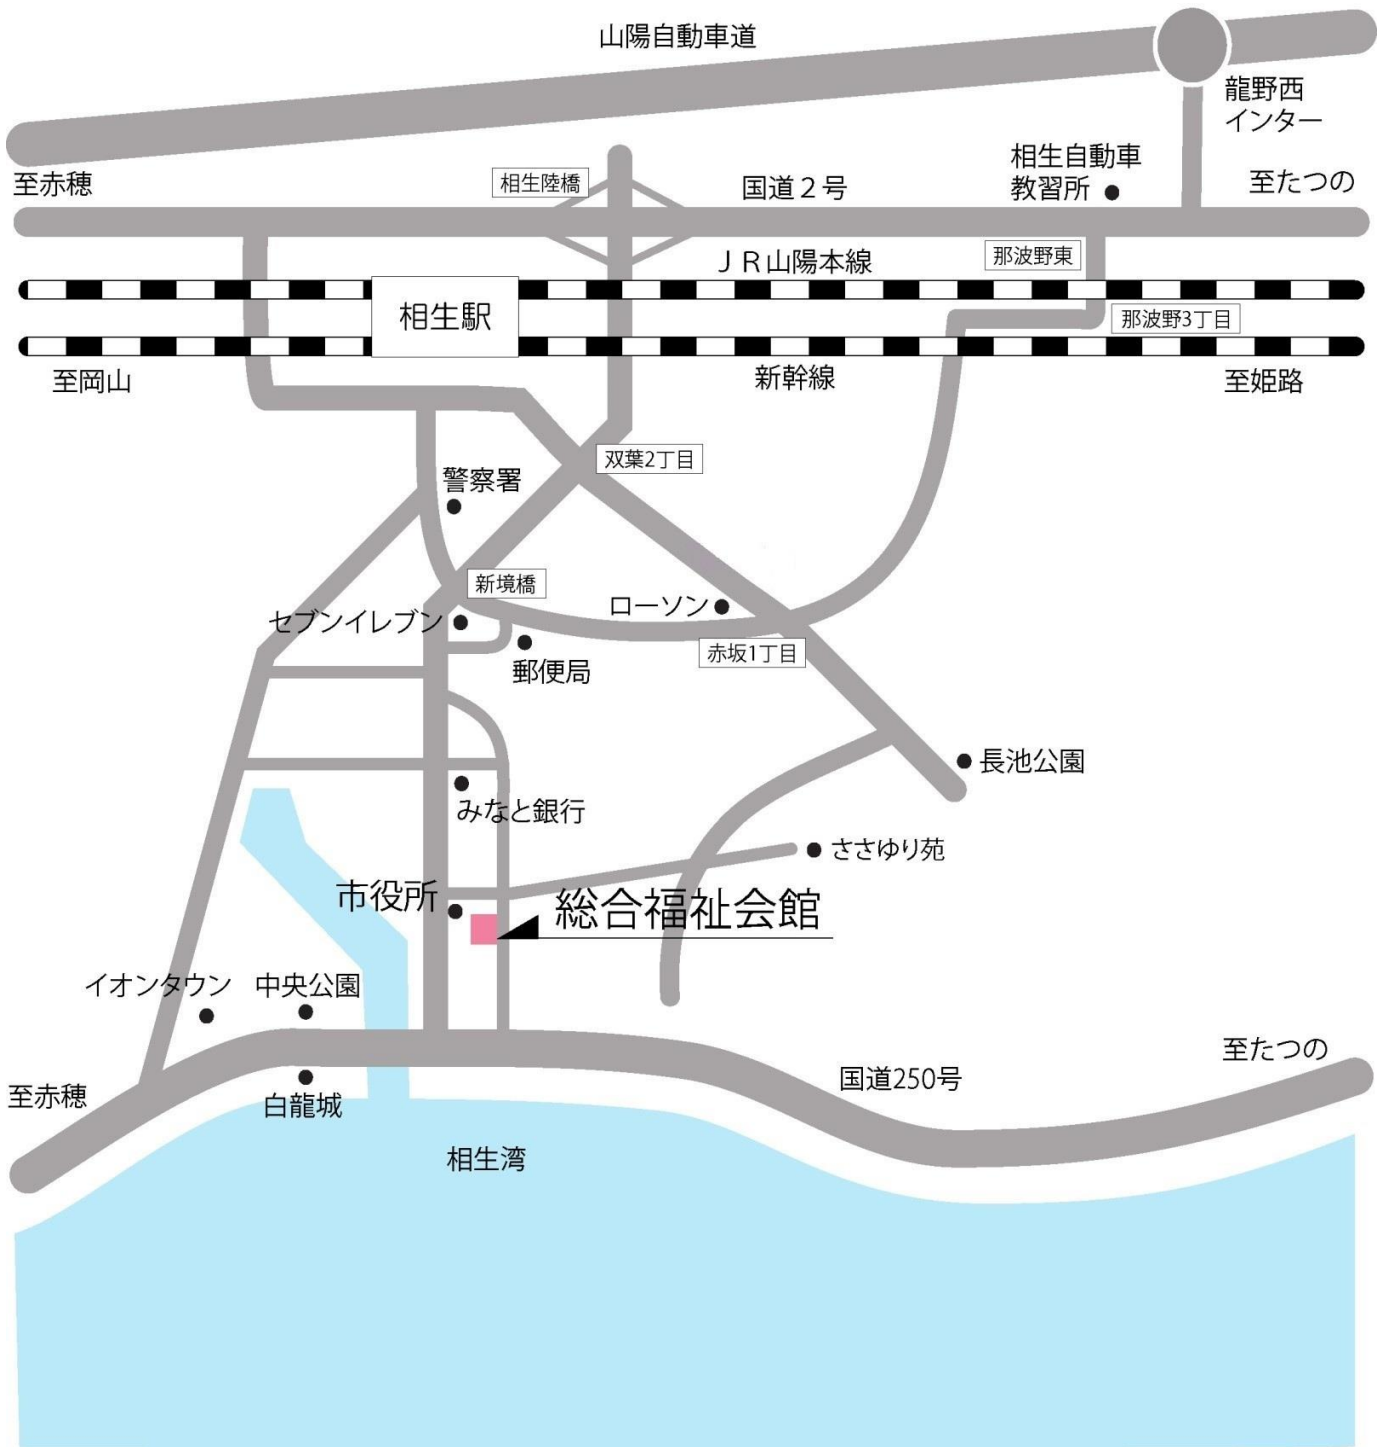 山陽自動車道
龍野西
インター
相生自動車
教習所
至赤穂
相生陸橋
国道２号
至たつの
那波野東
ＪＲ山陽本線
相生駅
那波野3丁目
至岡山
新幹線
至姫路
双葉2丁目
警察署
新境橋
ローソン
セブンイレブン
赤坂1丁目
郵便局
長池公園
みなと銀行
ささゆり苑
市役所
総合福祉会館
イオンタウン
中央公園
至たつの
国道250号
至赤穂
白龍城
相生湾